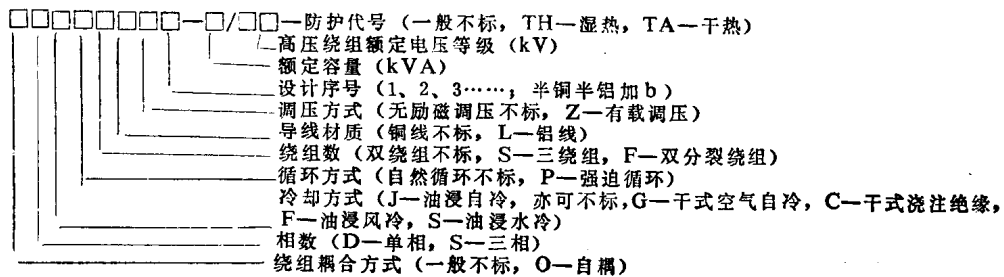 □□□□□□□□—□/□□—防护代号（一般不标，TH—湿热，TA—干热）
高压绕组额定电压等级（kV）
额定容量（kVA）
设计序号（1、2、3……；半铜半铝加b）
调压方式（无励磁调压不标，Z—有载调压）
导线材质（铜线不标，L—铝线）
绕组数（双绕组不标，S—三绕组，F—双分裂绕组）
循环方式（自然循环不标，P—强迫循环）
冷却方式（J—油浸自冷，亦可不标，G—干式空气自冷，C—干式浇注绝缘，
F—油浸风冷，S—油浸水冷）
相数（D—单相，S—三相）
绕组耦合方式（一般不标，O—自耦）